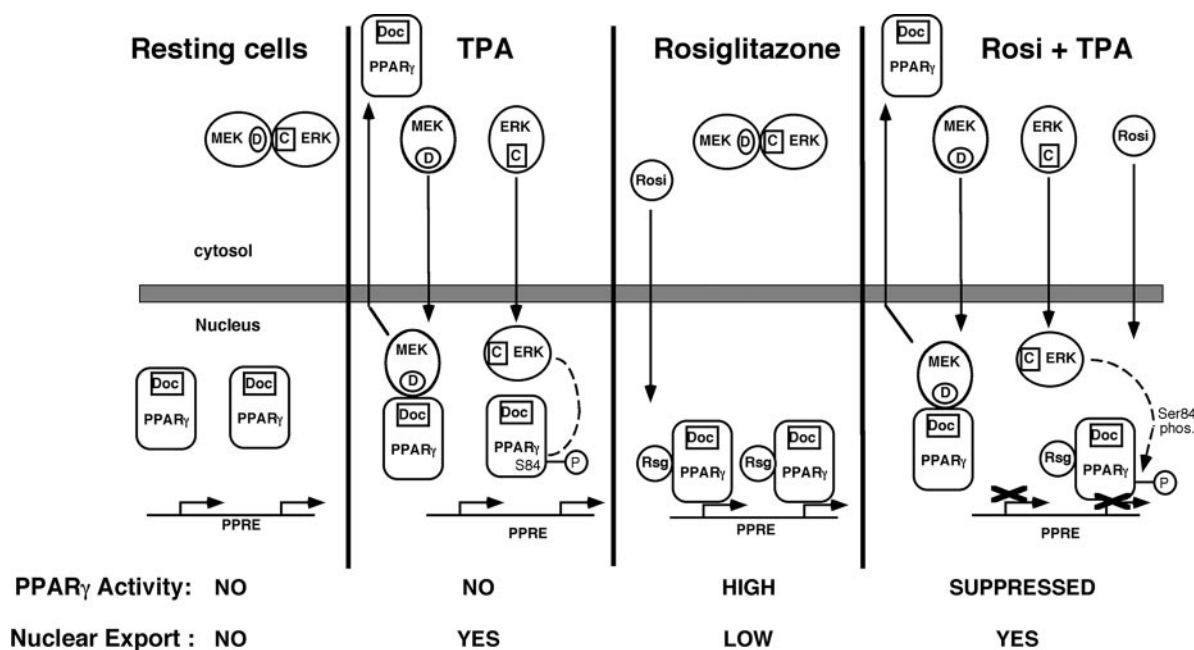 Resting cells
TPA
Rosiglitazone
Rosi + TPA
Doc
PPARγ
Doc
PPARγ
MEK D C ERK
MEK
D
ERK
C
MEK D C ERK
Rosi
MEK
D
ERK
C
Rosi
cytosol
Nucleus
Doc
PPARγ
Doc
PPARγ
PPRE
MEK
D
Doc
PPARγ
C ERK
Doc
PPARγ
S84
P
PPRE
Rsg
Doc
PPARγ
Rsg
Doc
PPARγ
PPRE
MEK
D
Doc
PPARγ
C ERK
Ser84
phos.
Rsg
Doc
PPARγ
P
PPRE
PPARγ Activity: NO NO HIGH SUPPRESSED
Nuclear Export : NO YES LOW YES